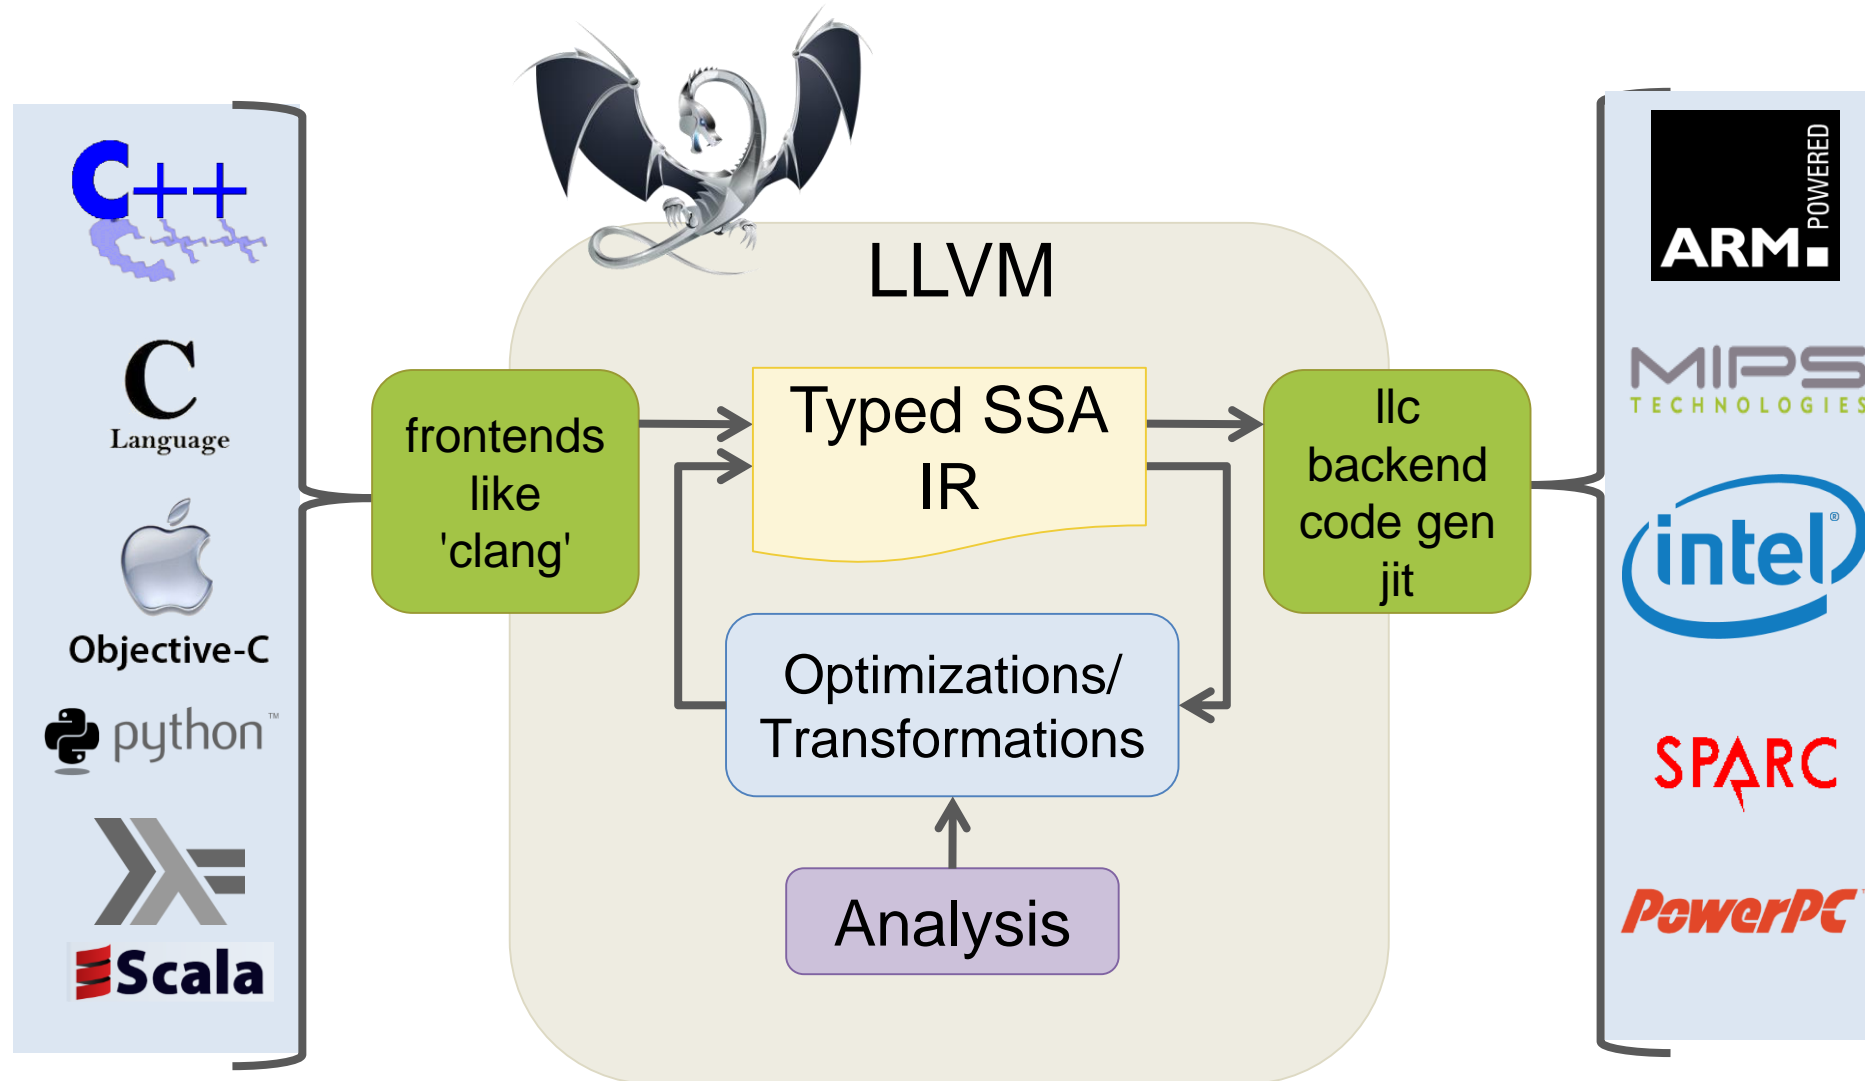 C++
C
Language
Objective-C
python™
Scala
LLVM
frontends
like
'clang'
Typed SSA
IR
Optimizations/
Transformations
Analysis
llc
backend
code gen
jit
ARM
POWERED
MIPS
TECHNOLOGIES
intel®
SPARC
PowerPC